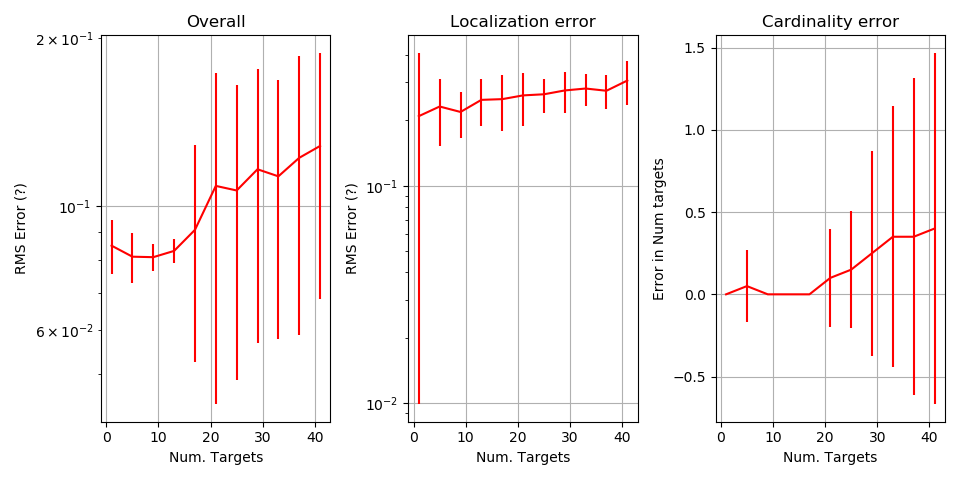 Overall
Localization error
Cardinality error
2 × 10⁻¹
10⁻¹
6 × 10⁻²
RMS Error (?)
0 10 20 30 40
Num. Targets
10⁻¹
10⁻²
RMS Error (?)
0 10 20 30 40
Num. Targets
1.5
1.0
0.5
0.0
−0.5
Error in Num targets
0 10 20 30 40
Num. Targets